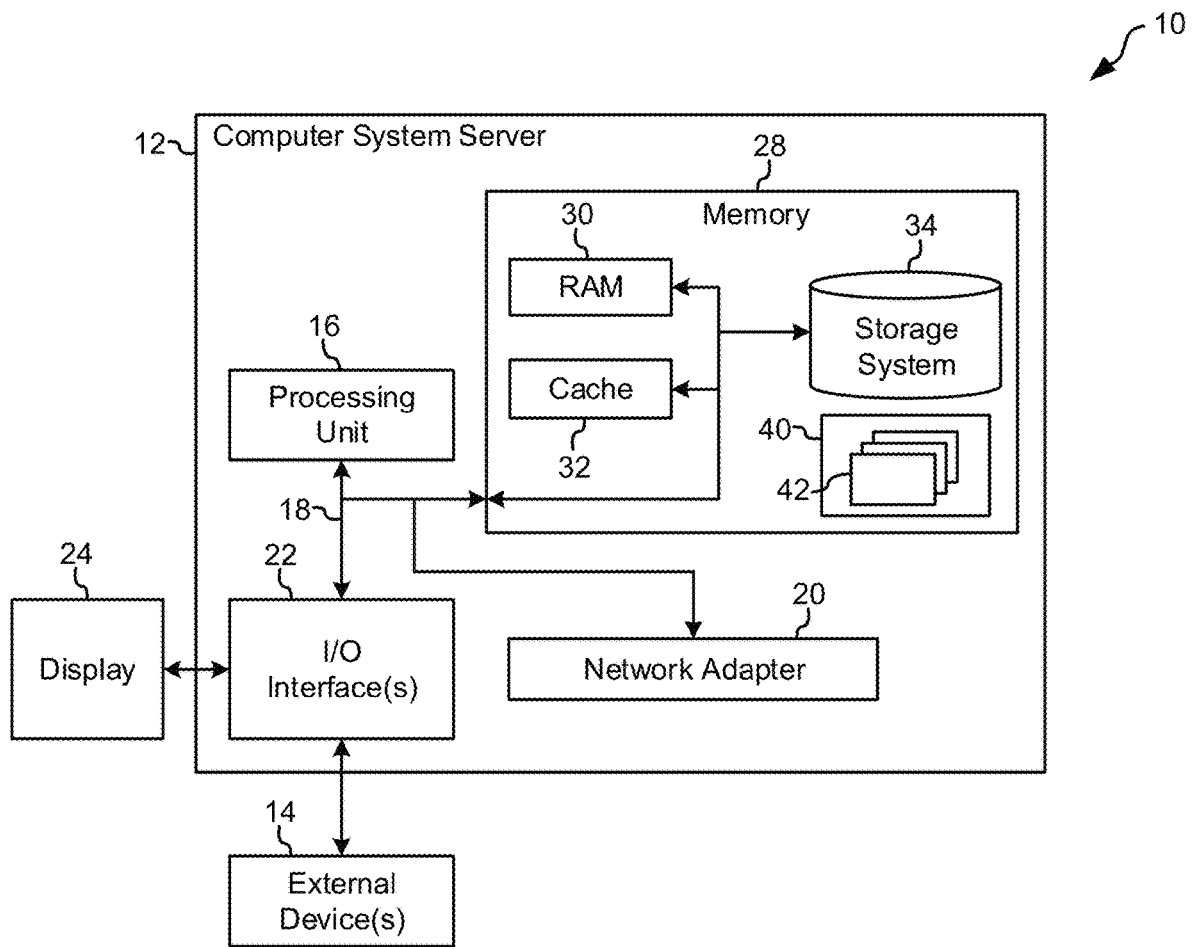 10
12
Computer System Server
28
Memory
30
RAM
34
Storage
System
16
Processing
Unit
Cache
32
40
42
18
24
Display
22
I/O
Interface(s)
20
Network Adapter
14
External
Device(s)